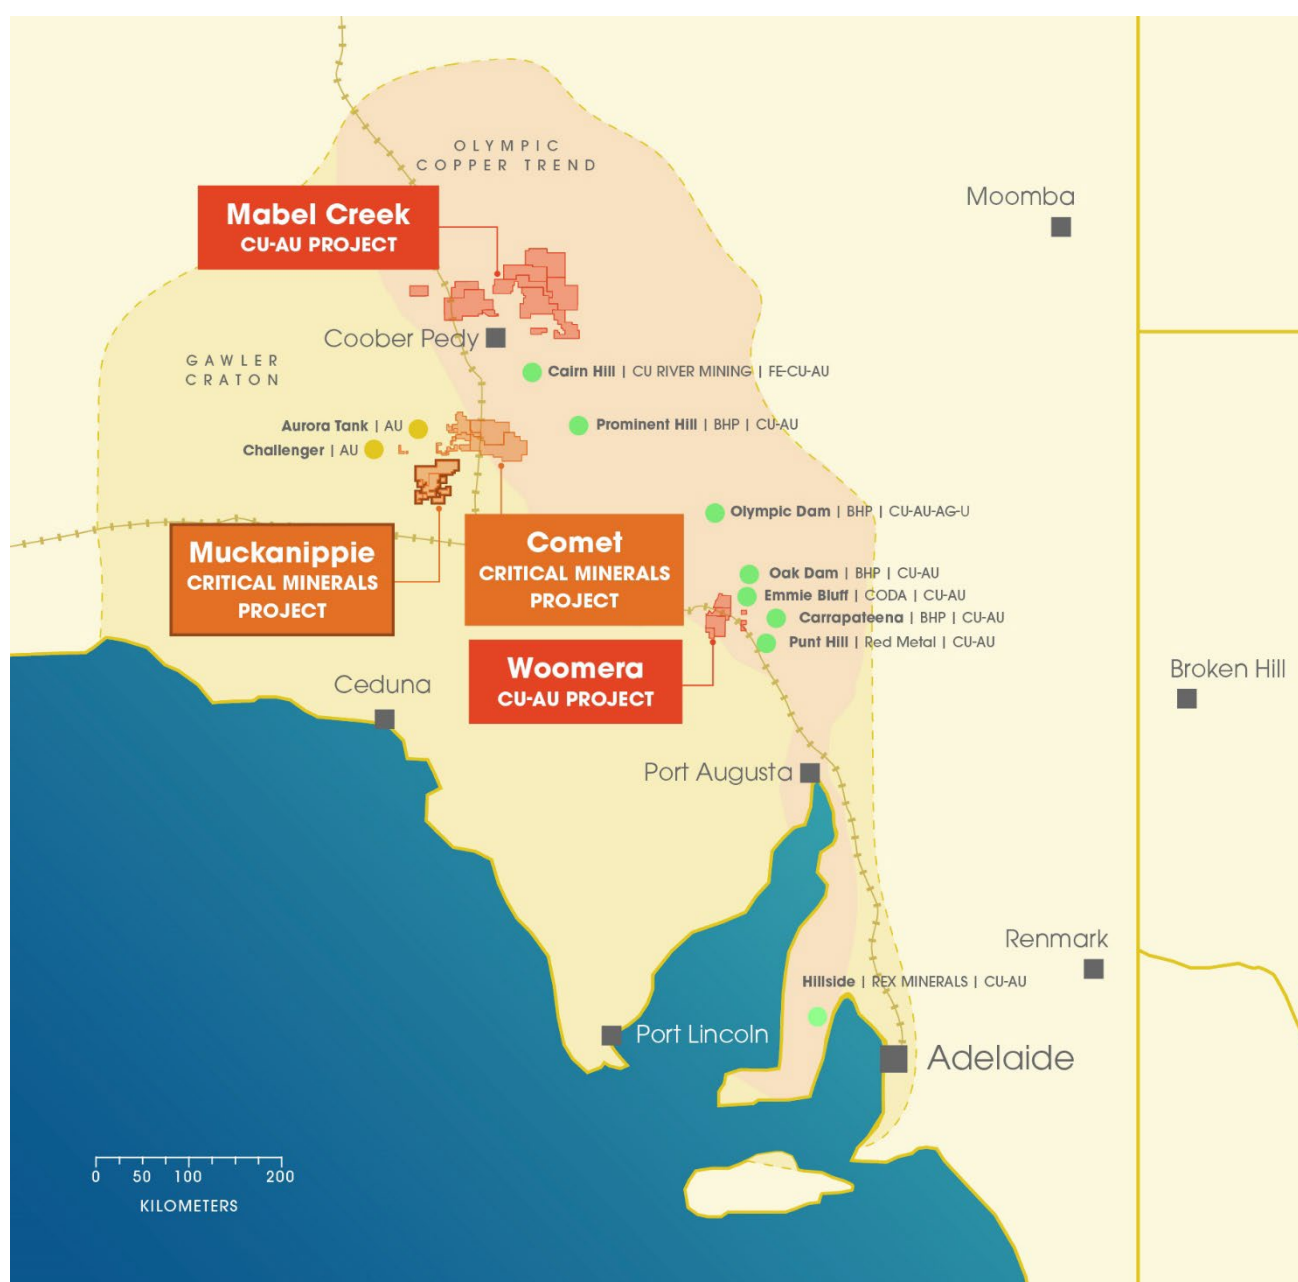 OLYMPIC
COPPER TREND
Moomba
Mabel Creek
CU-AU PROJECT
Coober Pedy
GAWLER
CRATON
Cairn Hill | CU RIVER MINING | FE-CU-AU
Aurora Tank | AU
Prominent Hill | BHP | CU-AU
Challenger | AU
Olympic Dam | BHP | CU-AU-AG-U
Muckanippie
CRITICAL MINERALS
PROJECT
Comet
CRITICAL MINERALS
PROJECT
Oak Dam | BHP | CU-AU
Emmie Bluff | CODA | CU-AU
Carrapateena | BHP | CU-AU
Punt Hill | Red Metal | CU-AU
Woomera
CU-AU PROJECT
Ceduna
Broken Hill
Port Augusta
Renmark
Hillside | REX MINERALS | CU-AU
Port Lincoln
Adelaide
0 50 100 200
KILOMETERS